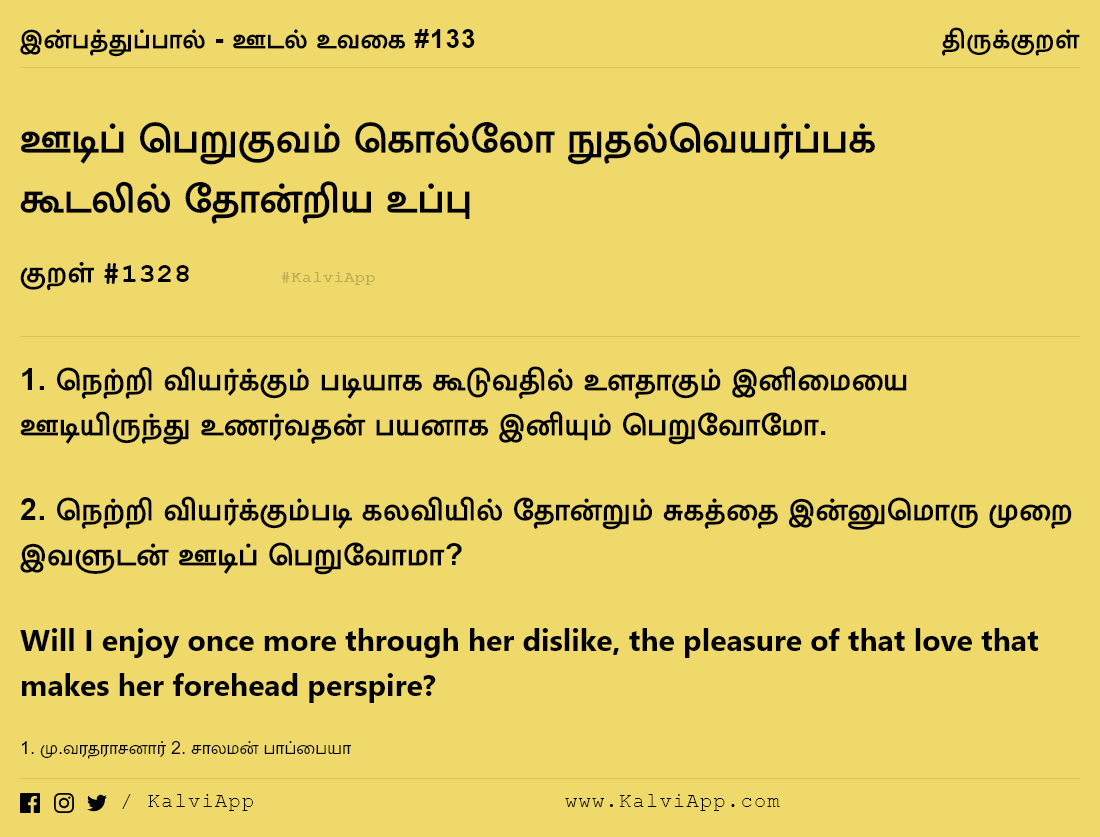 இன்பத்துப்பால் - ஊடல் உவகை #133
திருக்குறள்
ஊடிப் பெறுகுவம் கொல்லோ நுதல்வெயர்ப்பக்
கூடலில் தோன்றிய உப்பு
குறள் #1328
#KalviApp
1. நெற்றி வியர்க்கும் படியாக கூடுவதில் உளதாகும் இனிமையை
ஊடியிருந்து உணர்வதன் பயனாக இனியும் பெறுவோமோ.
2. நெற்றி வியர்க்கும்படி கலவியில் தோன்றும் சுகத்தை இன்னுமொரு முறை
இவளுடன் ஊடிப் பெறுவோமா?
Will I enjoy once more through her dislike, the pleasure of that love that
makes her forehead perspire?
1. மு.வரதராசனார் 2. சாலமன் பாப்பையா
/ KalviApp
www.KalviApp.com